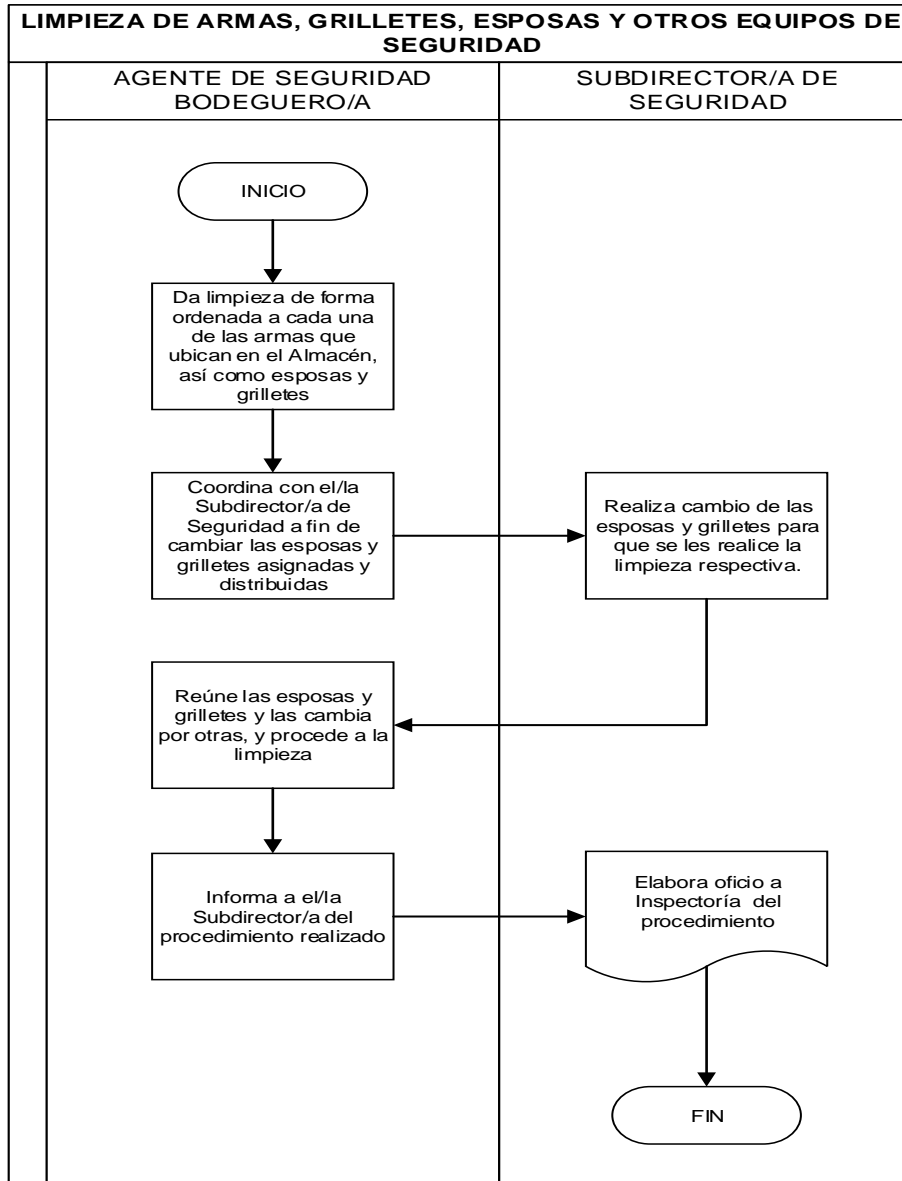 LIMPIEZA DE ARMAS, GRILLETES, ESPOSAS Y OTROS EQUIPOS DE
SEGURIDAD
AGENTE DE SEGURIDAD
BODEGUERO/A
SUBDIRECTOR/A DE
SEGURIDAD
INICIO
Da limpieza de forma
ordenada a cada una
de las armas que
ubican en el Almacén,
así como esposas y
grilletes
Coordina con el/la
Subdirector/a de
Seguridad a fin de
cambiar las esposas y
grilletes asignadas y
distribuidas
Realiza cambio de las
esposas y grilletes para
que se les realice la
limpieza respectiva.
Reúne las esposas y
grilletes y las cambia
por otras, y procede a la
limpieza
Informa a el/la
Subdirector/a del
procedimiento realizado
Elabora oficio a
Inspectoría del
procedimiento
FIN